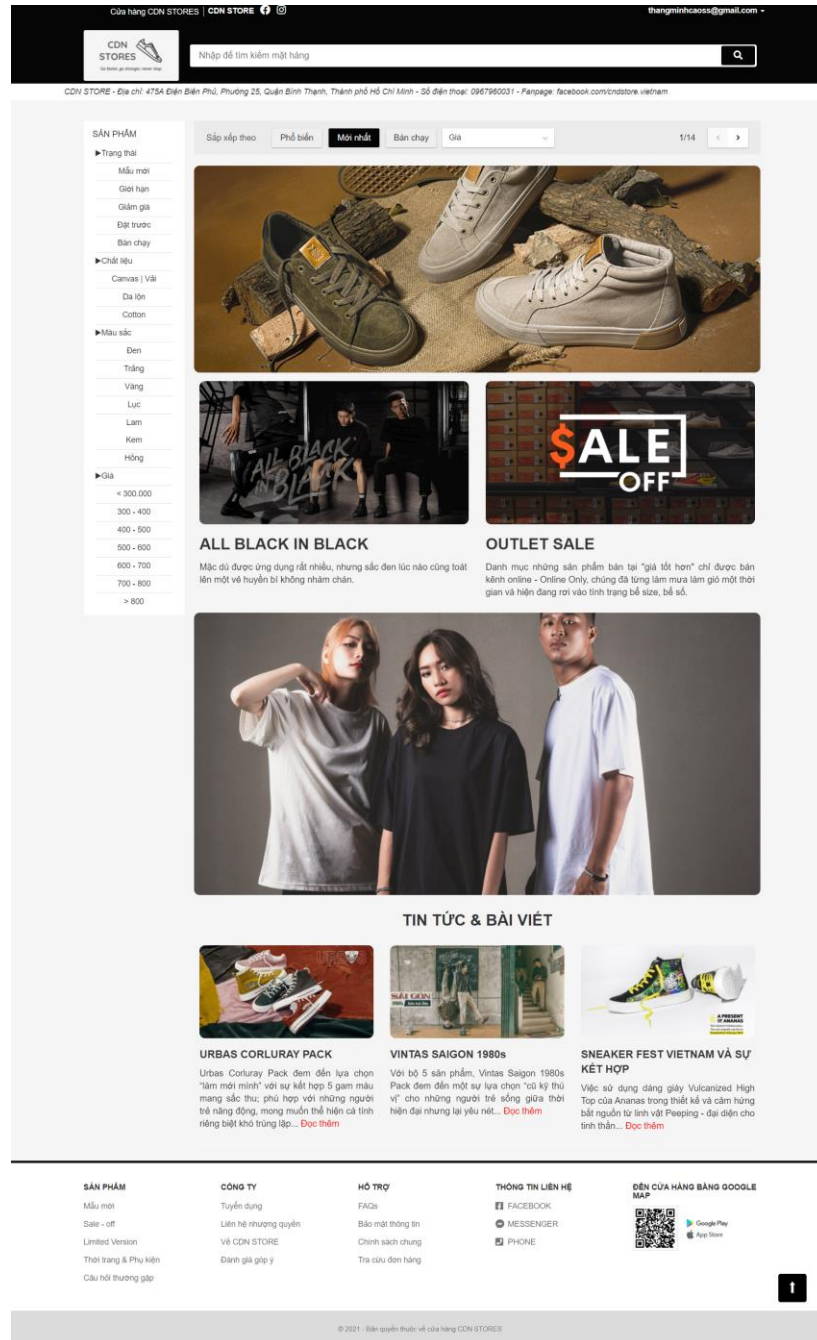 Cửa hàng CDN STORES | CDN STORE
thangminhcaoss@gmail.com
CDN
STORES
Nhập để tìm kiếm mặt hàng
CDN STORE - Địa chỉ: 475A Điện Biên Phủ, Phường 25, Quận Bình Thạnh, Thành phố Hồ Chí Minh - Số điện thoại: 0967960031 - Fanpage: facebook.com/cndstore.vietnam
SẢN PHẨM
▶Trạng thái
Mẫu mới
Giới hạn
Giảm giá
Đặt trước
Bán chạy
▶Chất liệu
Canvas | Vải
Da lộn
Cotton
▶Màu sắc
Đen
Trắng
Vàng
Lục
Lam
Kem
Hồng
▶Giá
< 300.000
300 - 400
400 - 500
500 - 600
600 - 700
700 - 800
> 800
Sắp xếp theo
Phổ biến
Mới nhất
Bán chạy
Giá
1/14
ALL BLACK
IN BLACK
$ALE
OFF
ALL BLACK IN BLACK
Mặc dù được ứng dụng rất nhiều, nhưng sắc đen lúc nào cũng toát
lên một vẻ huyền bí không nhàm chán.
OUTLET SALE
Danh mục những sản phẩm bán tại "giá tốt hơn" chỉ được bán
kênh online - Online Only, chúng đã từng làm mưa làm gió một thời
gian và hiện đang rơi vào tình trạng bể size, bể số.
TIN TỨC & BÀI VIẾT
URBAS
SÀI GÒN
A PRESENT
OF ANANAS
URBAS CORLURAY PACK
Urbas Corluray Pack đem đến lựa chọn
"làm mới mình" với sự kết hợp 5 gam màu
mang sắc thu; phù hợp với những người
trẻ năng động, mong muốn thể hiện cá tính
riêng biệt khó trùng lặp... Đọc thêm
VINTAS SAIGON 1980s
Với bộ 5 sản phẩm, Vintas Saigon 1980s
Pack đem đến một sự lựa chọn "cũ kỹ thú
vị" cho những người trẻ sống giữa thời
hiện đại nhưng lại yêu nét... Đọc thêm
SNEAKER FEST VIETNAM VÀ SỰ
KẾT HỢP
Việc sử dụng dáng giày Vulcanized High
Top của Ananas trong thiết kế và cảm hứng
bắt nguồn từ linh vật Peeping - đại diện cho
tinh thần... Đọc thêm
SẢN PHẨM
Mẫu mới
Sale - off
Limited Version
Thời trang & Phụ kiện
Câu hỏi thường gặp
CÔNG TY
Tuyển dụng
Liên hệ nhượng quyền
Về CDN STORE
Đánh giá góp ý
HỖ TRỢ
FAQs
Bảo mật thông tin
Chính sách chung
Tra cứu đơn hàng
THÔNG TIN LIÊN HỆ
FACEBOOK
MESSENGER
PHONE
ĐẾN CỬA HÀNG BẰNG GOOGLE
MAP
Google Play
App Store
© 2021 - Bản quyền thuộc về cửa hàng CDN STORES